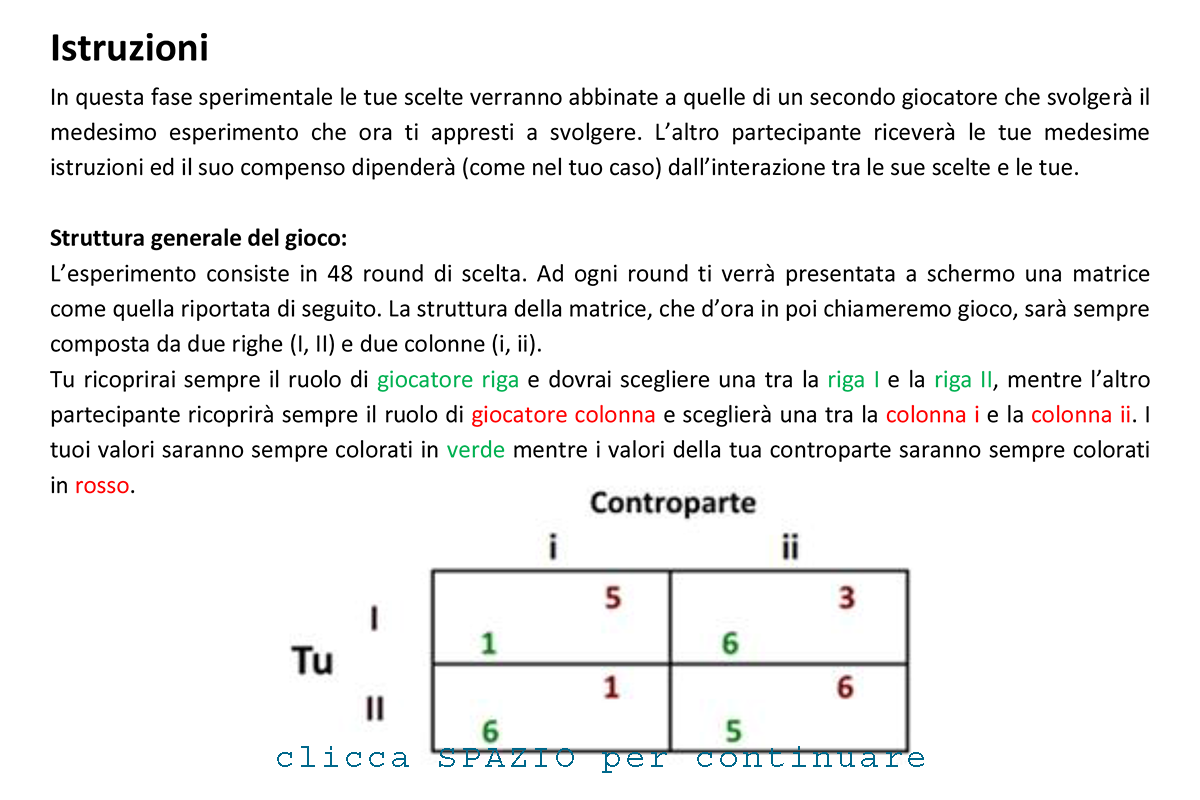 Istruzioni
In questa fase sperimentale le tue scelte verranno abbinate a quelle di un secondo giocatore che svolgerà il
medesimo esperimento che ora ti appresti a svolgere. L’altro partecipante riceverà le tue medesime
istruzioni ed il suo compenso dipenderà (come nel tuo caso) dall’interazione tra le sue scelte e le tue.
Struttura generale del gioco:
L’esperimento consiste in 48 round di scelta. Ad ogni round ti verrà presentata a schermo una matrice
come quella riportata di seguito. La struttura della matrice, che d’ora in poi chiameremo gioco, sarà sempre
composta da due righe (I, II) e due colonne (i, ii).
Tu ricoprirai sempre il ruolo di giocatore riga e dovrai scegliere una tra la riga I e la riga II, mentre l’altro
partecipante ricoprirà sempre il ruolo di giocatore colonna e sceglierà una tra la colonna i e la colonna ii. I
tuoi valori saranno sempre colorati in verde mentre i valori della tua controparte saranno sempre colorati
in rosso.
Controparte
i ii
5 3
I
1 6
Tu
1 6
II
6 5
clicca SPAZIO per continuare